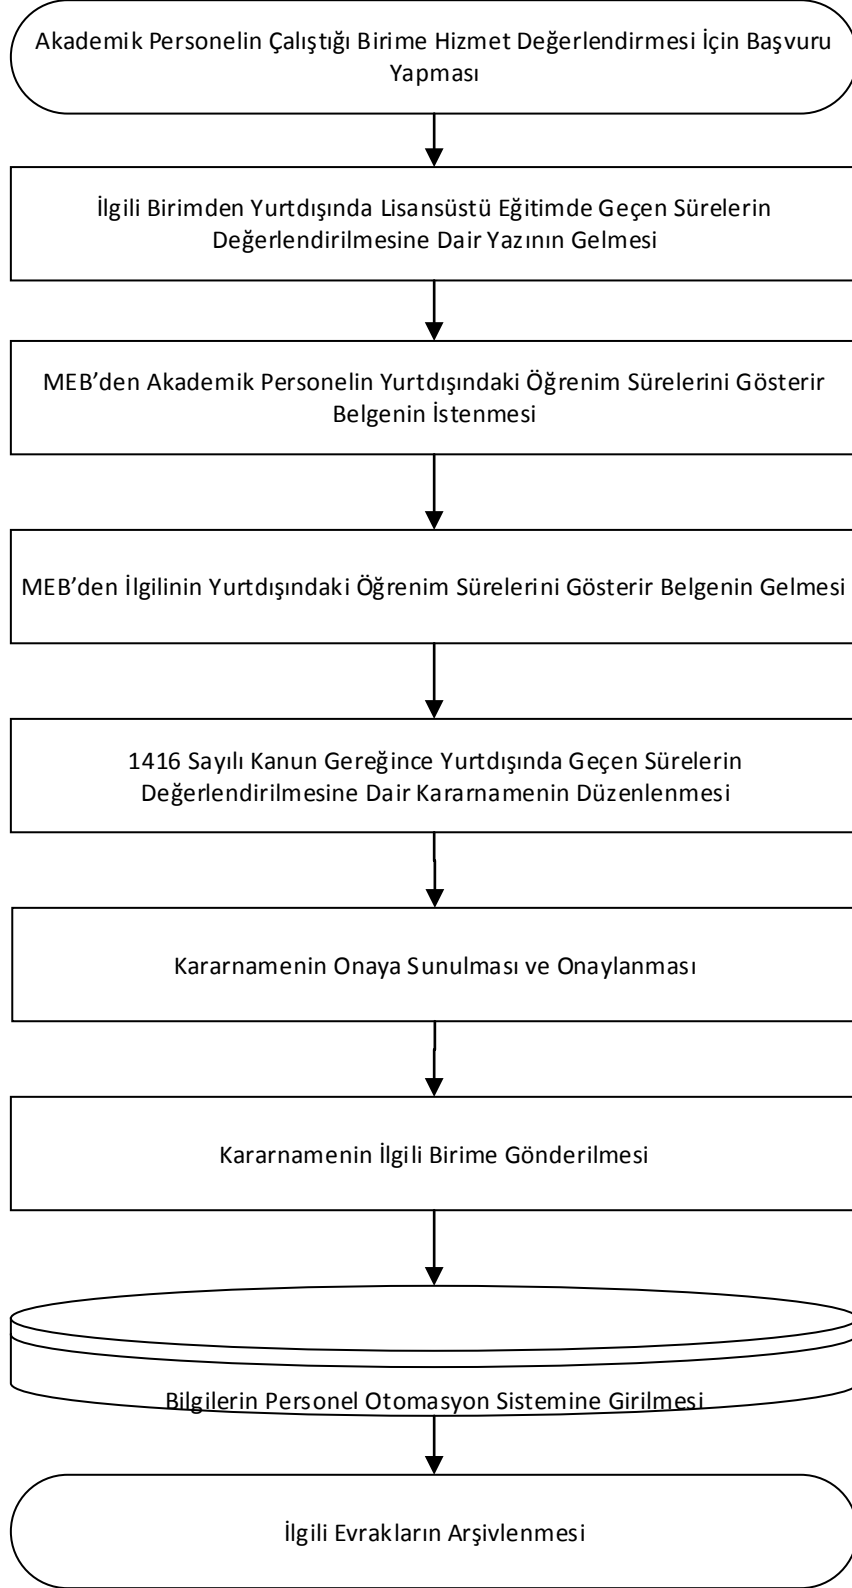 Akademik Personelin Çalıştığı Birime Hizmet Değerlendirmesi İçin Başvuru
Yapması
İlgili Birimden Yurtdışında Lisansüstü Eğitimde Geçen Sürelerin
Değerlendirilmesine Dair Yazının Gelmesi
MEB’den Akademik Personelin Yurtdışındaki Öğrenim Sürelerini Gösterir
Belgenin İstenmesi
MEB’den İlgilinin Yurtdışındaki Öğrenim Sürelerini Gösterir Belgenin Gelmesi
1416 Sayılı Kanun Gereğince Yurtdışında Geçen Sürelerin
Değerlendirilmesine Dair Kararnamenin Düzenlenmesi
Kararnamenin Onaya Sunulması ve Onaylanması
Kararnamenin İlgili Birime Gönderilmesi
Bilgilerin Personel Otomasyon Sistemine Girilmesi
İlgili Evrakların Arşivlenmesi